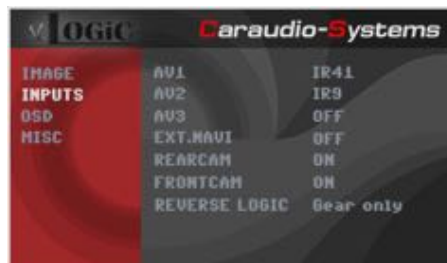 V LOGiC
Caraudio-Systems
IMAGE
INPUTS
OSD
MISC
AV1 IR41
AV2 IR9
AV3 OFF
EXT.NAVI OFF
REARCAM ON
FRONTCAM ON
REVERSE LOGIC Gear only